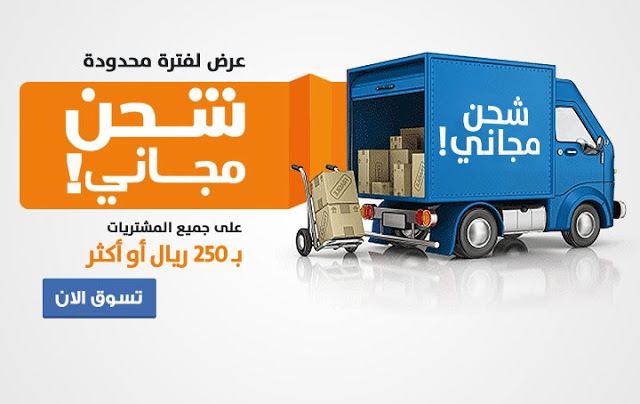 عرض لفترة محدودة
شحن
مجاني!
على جميع المشتريات
بـ 250 ريال أو أكثر
تسوق الان
شحن
مجاني!